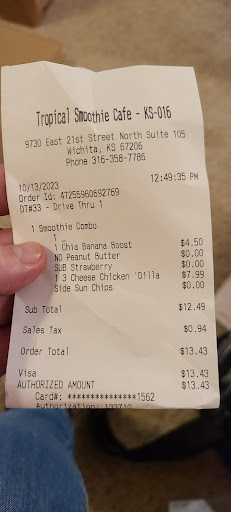 Tropical Smoothie Cafe - KS-016
9730 East 21st Street North Suite 105
Wichita, KS 67206
Phone 316-358-7786
10/13/2023 12:49:35 PM
Order Id: 47255960692769
DT#33 - Drive Thru 1
1 Smoothie Combo
1 _
1 Chia Banana Boost $4.50
NO Peanut Butter $0.00
SUB Strawberry $0.00
1 3 Cheese Chicken 'Dilla $7.99
Side Sun Chips $0.00
Sub Total $12.49
Sales Tax $0.94
Order Total $13.43
Visa $13.43
AUTHORIZED AMOUNT $13.43
Card#: ***************1562
Authorization: 133710